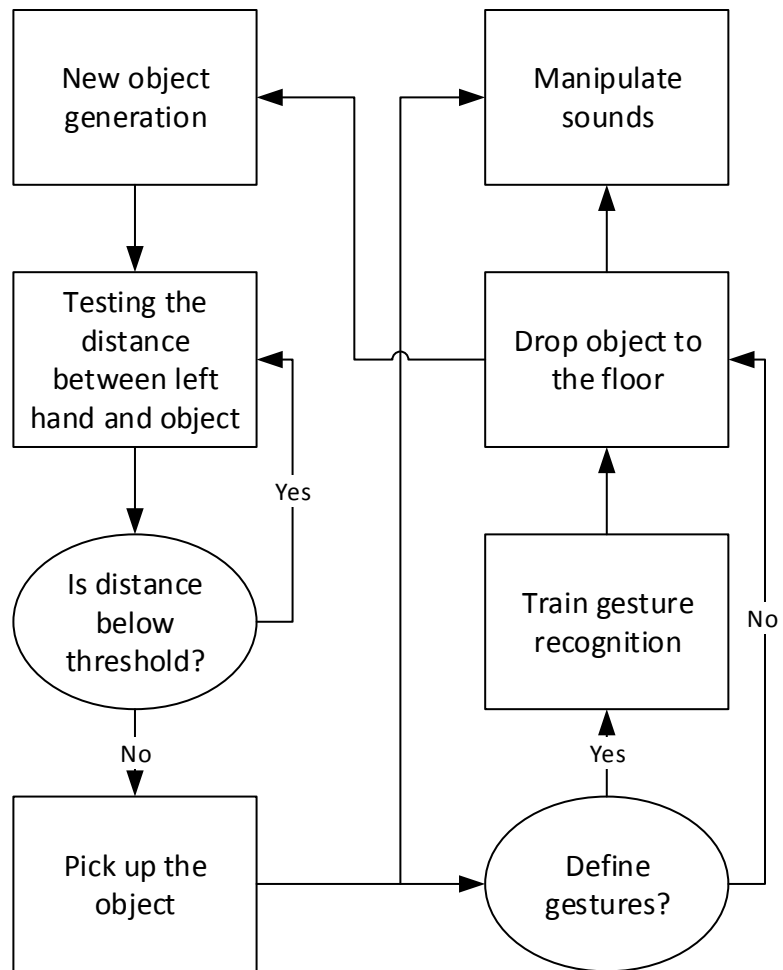 New object
generation
Manipulate
sounds
Testing the
distance
between left
hand and object
Drop object to
the floor
Yes
Is distance
below
threshold?
Train gesture
recognition
No
No
Yes
Pick up the
object
Define
gestures?